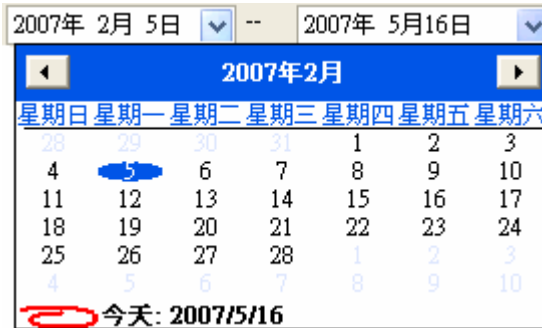 2007年 2月 5日 -- 2007年 5月16日
2007年2月
星期日 星期一 星期二 星期三 星期四 星期五 星期六
28 29 30 31 1 2 3
4 5 6 7 8 9 10
11 12 13 14 15 16 17
18 19 20 21 22 23 24
25 26 27 28 1 2 3
4 5 6 7 8 9 10
今天: 2007/5/16